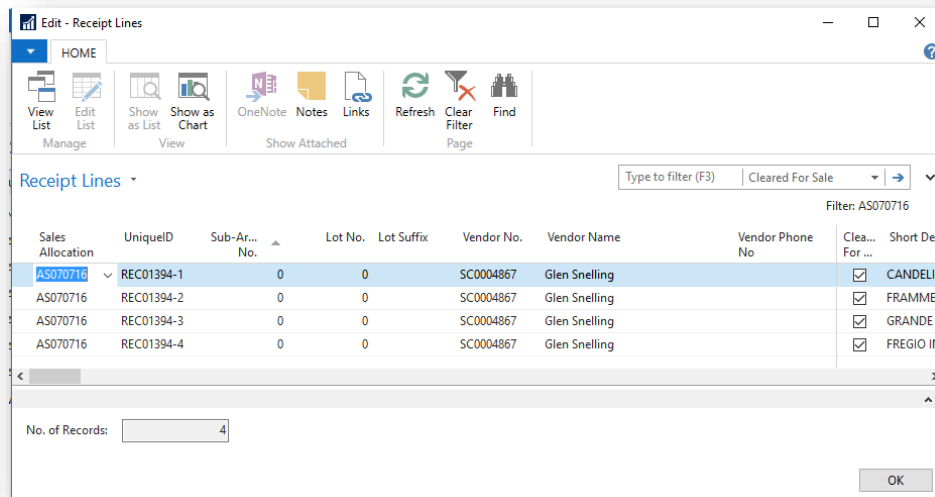 Edit - Receipt Lines
HOME
View List
Edit List
Show as List
Show as Chart
OneNote
Notes
Links
Refresh
Clear Filter
Find
Manage
View
Show Attached
Page
Receipt Lines
Type to filter (F3)
Cleared For Sale
Filter: AS070716
Sales Allocation UniqueID Sub-Ar... No. Lot No. Lot Suffix Vendor No. Vendor Name Vendor Phone No Clea... For ... Short De
AS070716 REC01394-1 0 0 SC0004867 Glen Snelling CANDELI
AS070716 REC01394-2 0 0 SC0004867 Glen Snelling FRAMME
AS070716 REC01394-3 0 0 SC0004867 Glen Snelling GRANDE
AS070716 REC01394-4 0 0 SC0004867 Glen Snelling FREGIO IN
No. of Records: 4
OK